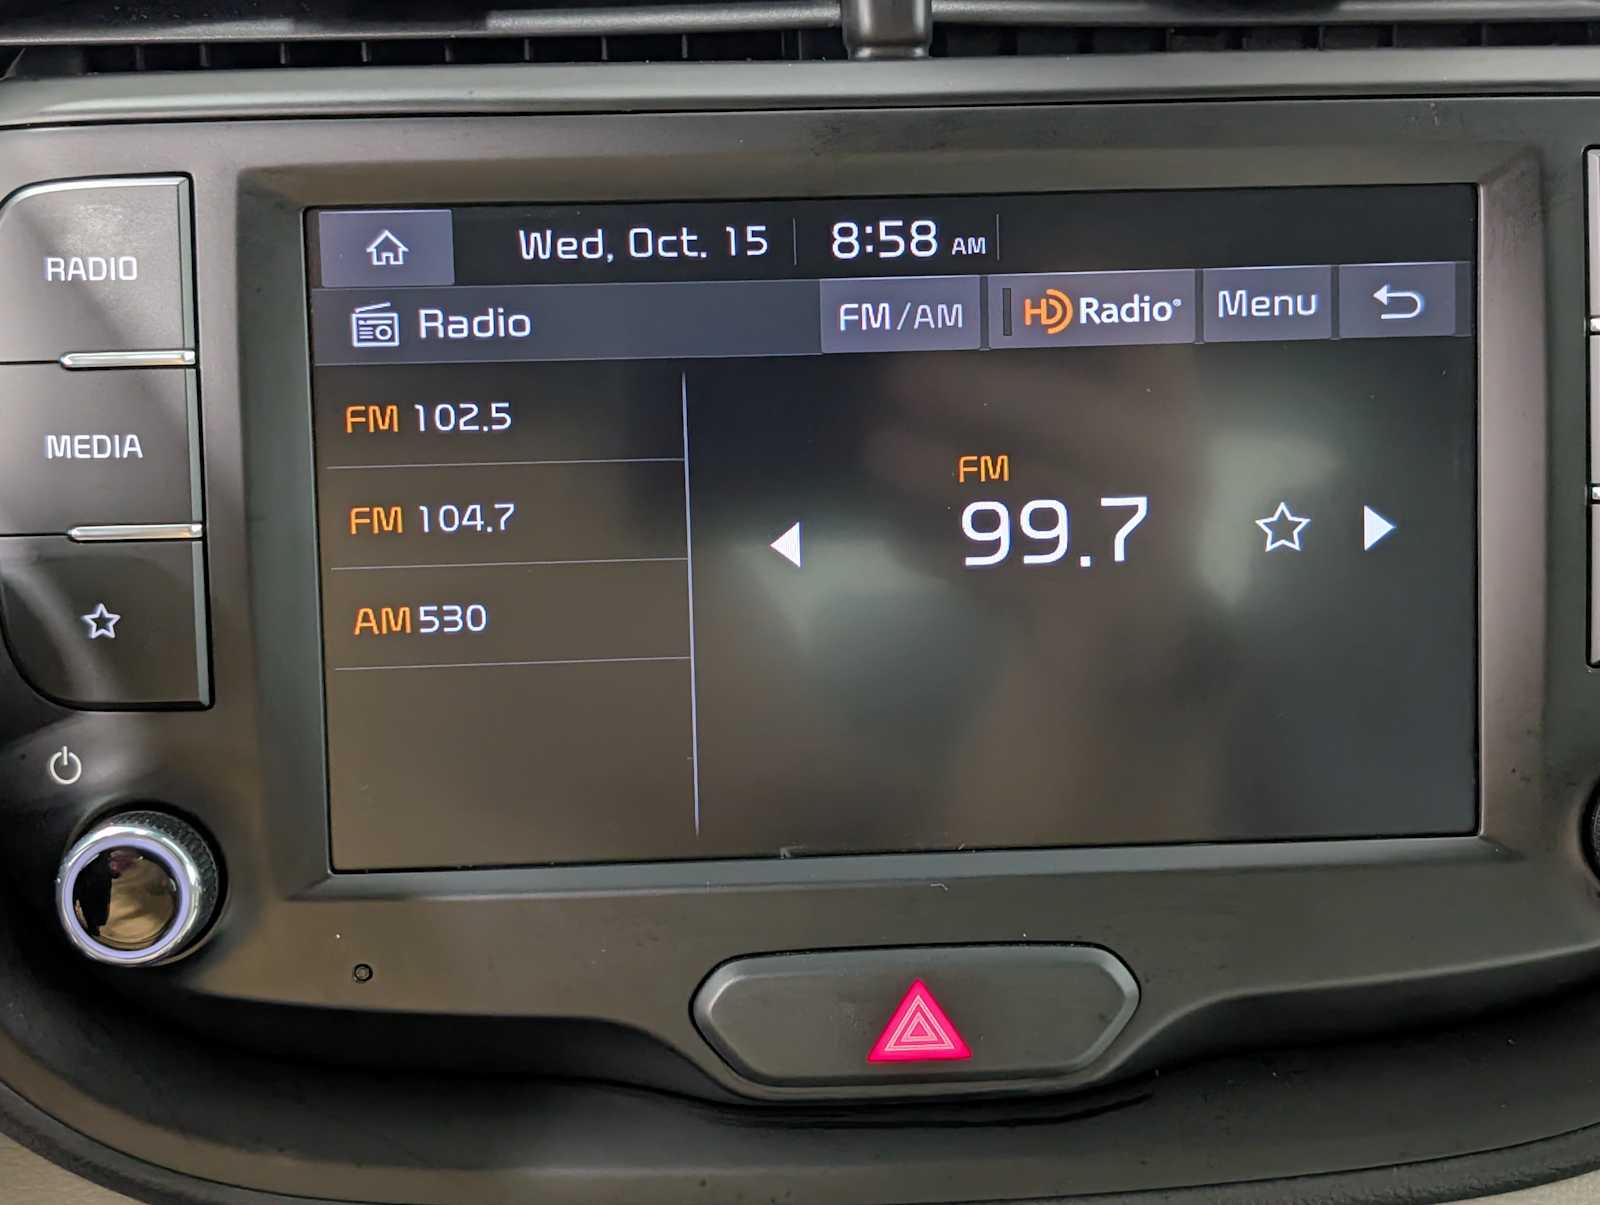 RADIO
MEDIA
Wed, Oct. 15 8:58 AM
Radio FM/AM HD Radio® Menu
FM 102.5
FM 104.7
AM 530
FM
99.7